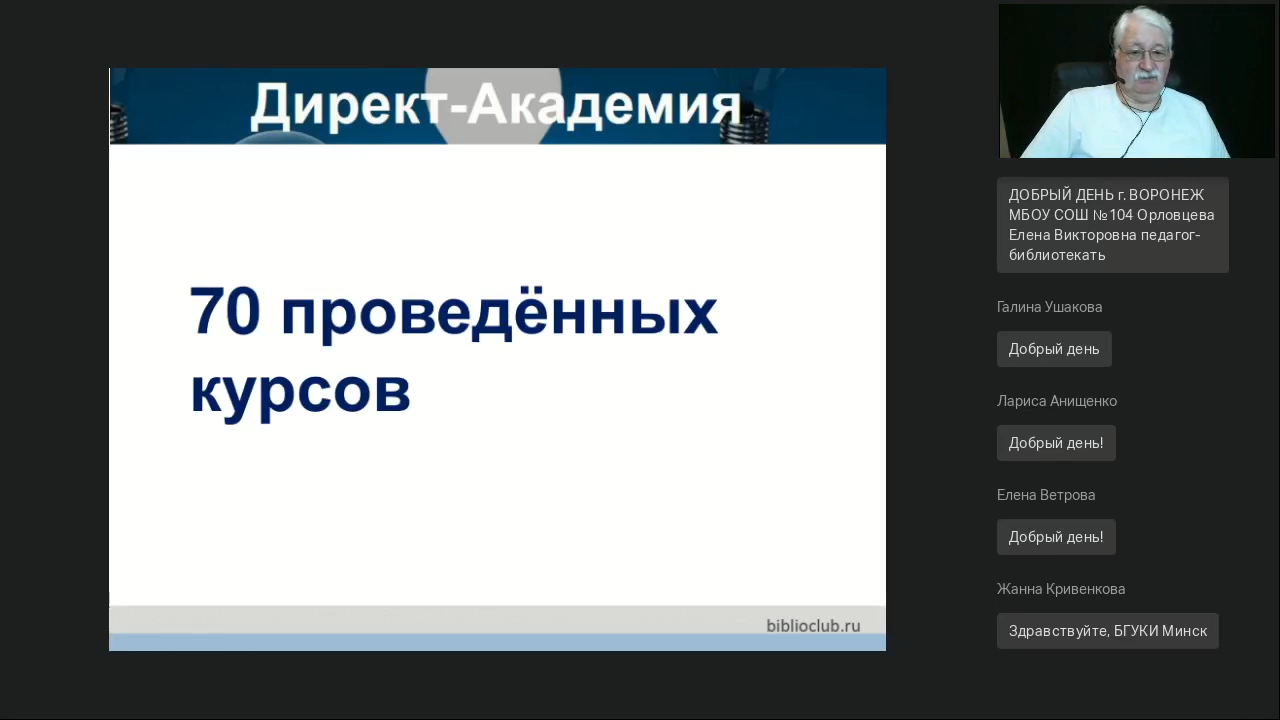 Директ-Академия
70 проведённых
курсов
biblioclub.ru
ДОБРЫЙ ДЕНЬ г. ВОРОНЕЖ
МБОУ СОШ №104 Орловцева
Елена Викторовна педагог-
библиотекать
Галина Ушакова
Добрый день
Лариса Анищенко
Добрый день!
Елена Ветрова
Добрый день!
Жанна Кривенкова
Здравствуйте, БГУКИ Минск